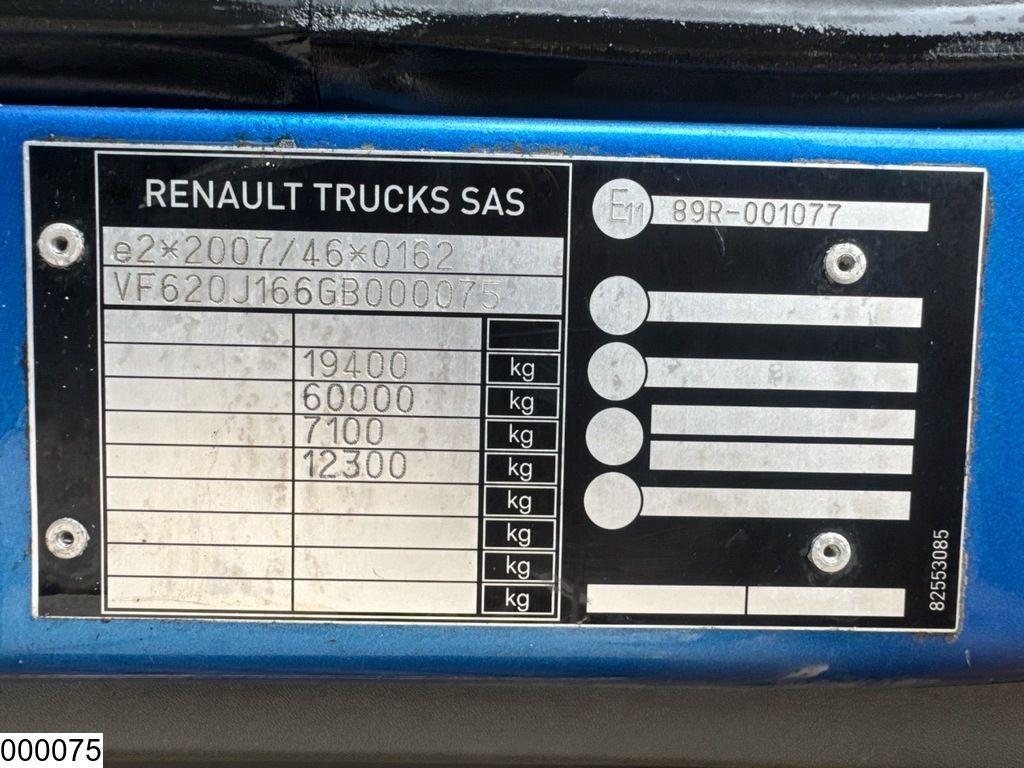 RENAULT TRUCKS SAS
e2*2007/46*0162
VF620J166GB000075
19400 kg
60000 kg
7100 kg
12300 kg
kg
kg
kg
kg
E11 89R-001077
82553085
000075